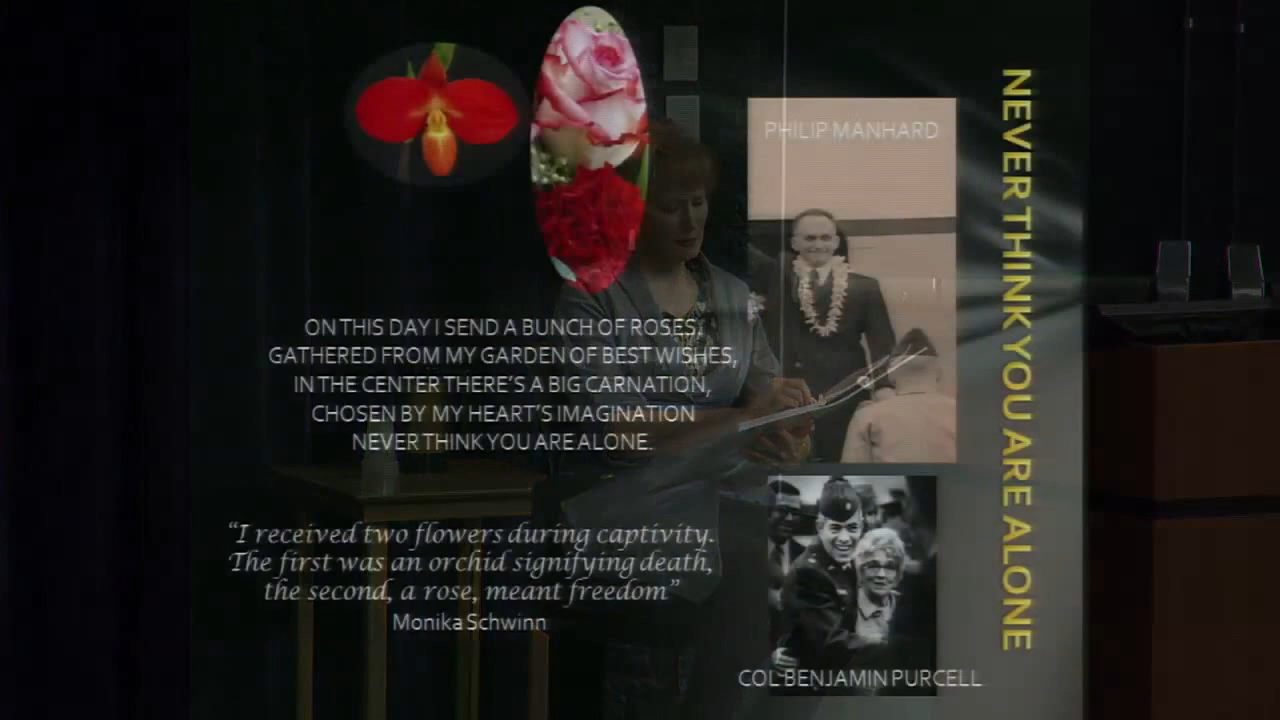 PHILIP MANHARD
NEVER THINK YOU ARE ALONE
ON THIS DAY I SEND A BUNCH OF ROSES,
GATHERED FROM MY GARDEN OF BEST WISHES,
IN THE CENTER THERE'S A BIG CARNATION,
CHOSEN BY MY HEART'S IMAGINATION
NEVER THINK YOU ARE ALONE.
“I received two flowers during captivity.
The first was an orchid signifying death,
the second, a rose, meant freedom”
Monika Schwinn
COL BENJAMIN PURCELL